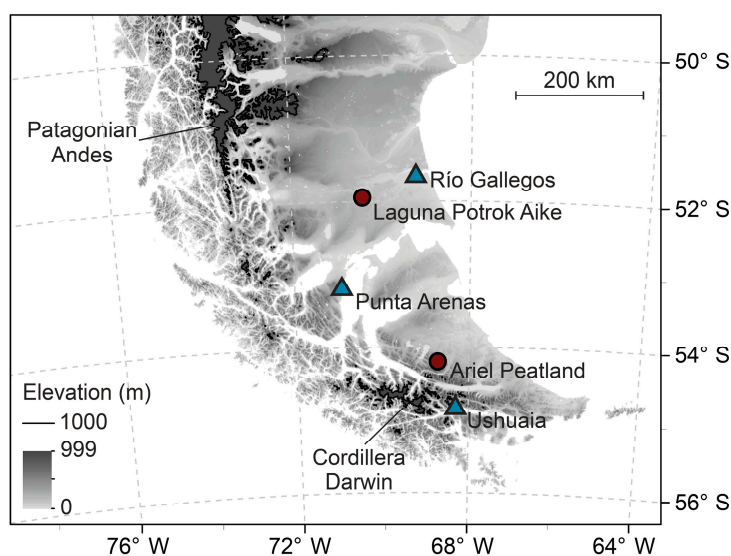 50° S
200 km
Patagonian
Andes
Río Gallegos
Laguna Potrok Aike
52° S
Punta Arenas
54° S
Ariel Peatland
Elevation (m)
1000
999
0
Ushuaia
Cordillera
Darwin
56° S
76° W
72° W
68° W
64° W